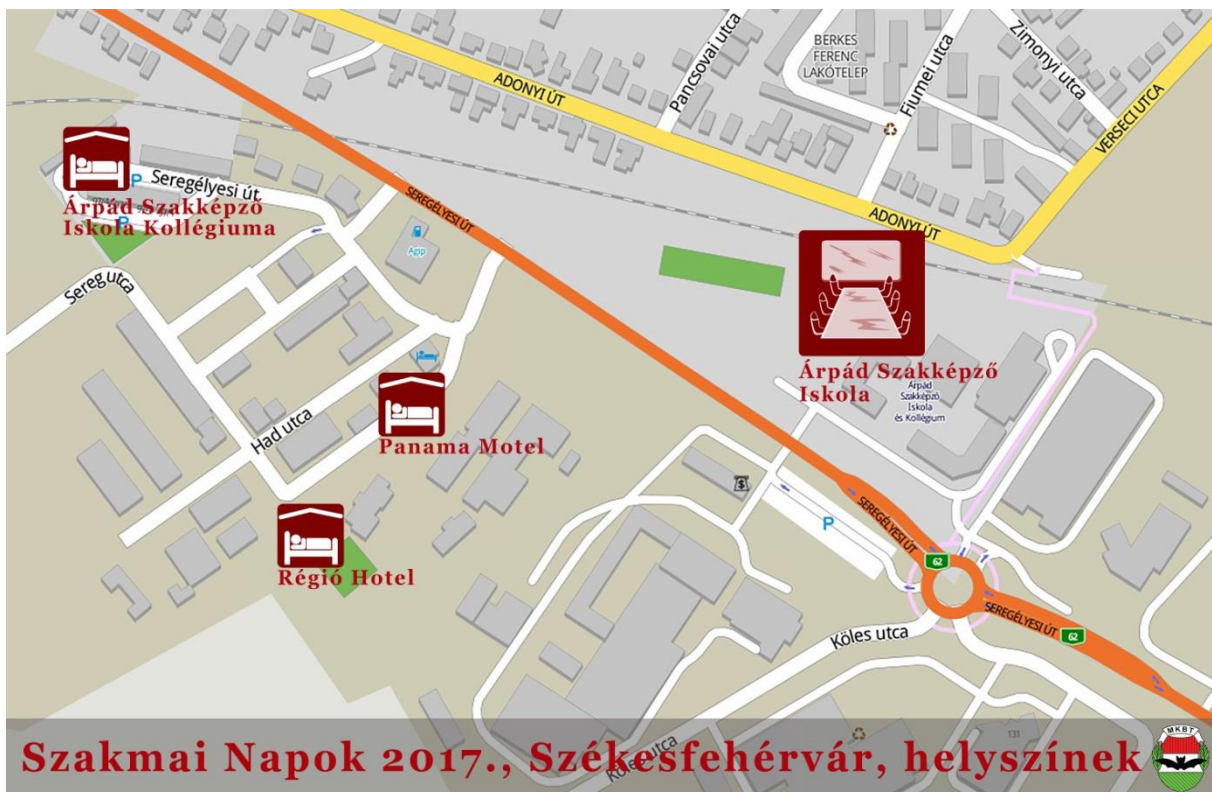 Pancsovai utca
BERKES
FERENC
LAKÓTELEP
Fiumei utca
Zimonyi utca
ADONYI ÚT
VERSECI UTCA
P
Seregélyesi út
Árpád Szakképző
Iskola Kollégiuma
P
SEREGÉLYESI ÚT
ADONYI ÚT
Agip
Sereg utca
Árpád Szakképző
Iskola
Árpád
Szakképző
Iskola
és Kollégium
Had utca
Panama Motel
$
P
SEREGÉLYESI ÚT
Régió Hotel
62
SEREGÉLYESI ÚT
62
Köles utca
Köles utca
131
MKBT
Szakmai Napok 2017., Székesfehérvár, helyszínek